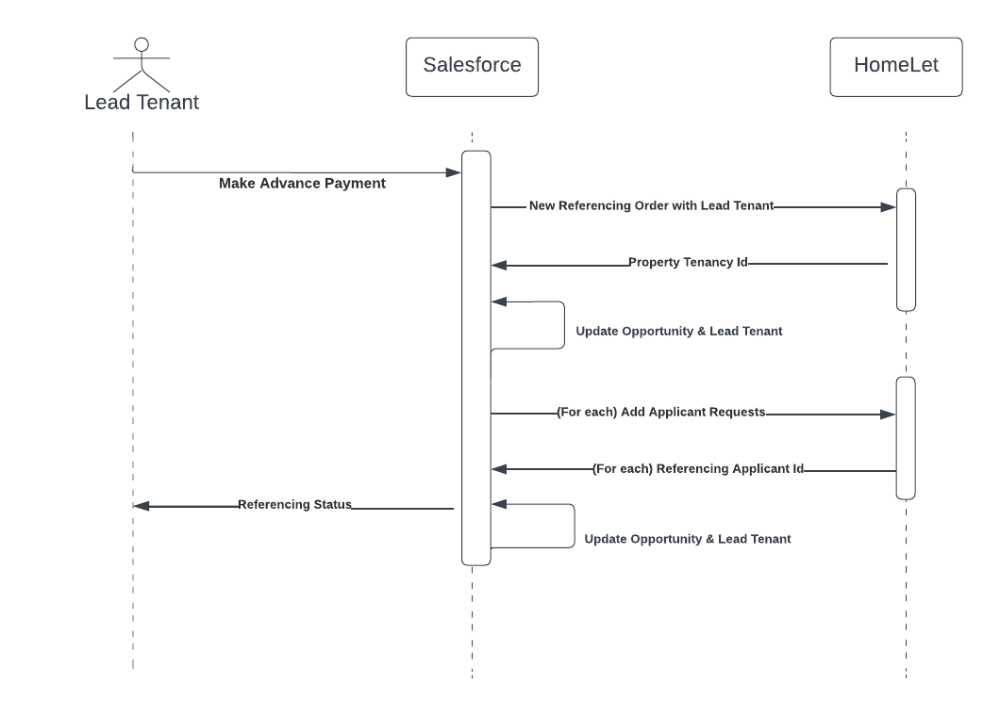 Lead Tenant
Salesforce
HomeLet
Make Advance Payment
New Referencing Order with Lead Tenant
Property Tenancy Id
Update Opportunity & Lead Tenant
(For each) Add Applicant Requests
(For each) Referencing Applicant Id
Referencing Status
Update Opportunity & Lead Tenant